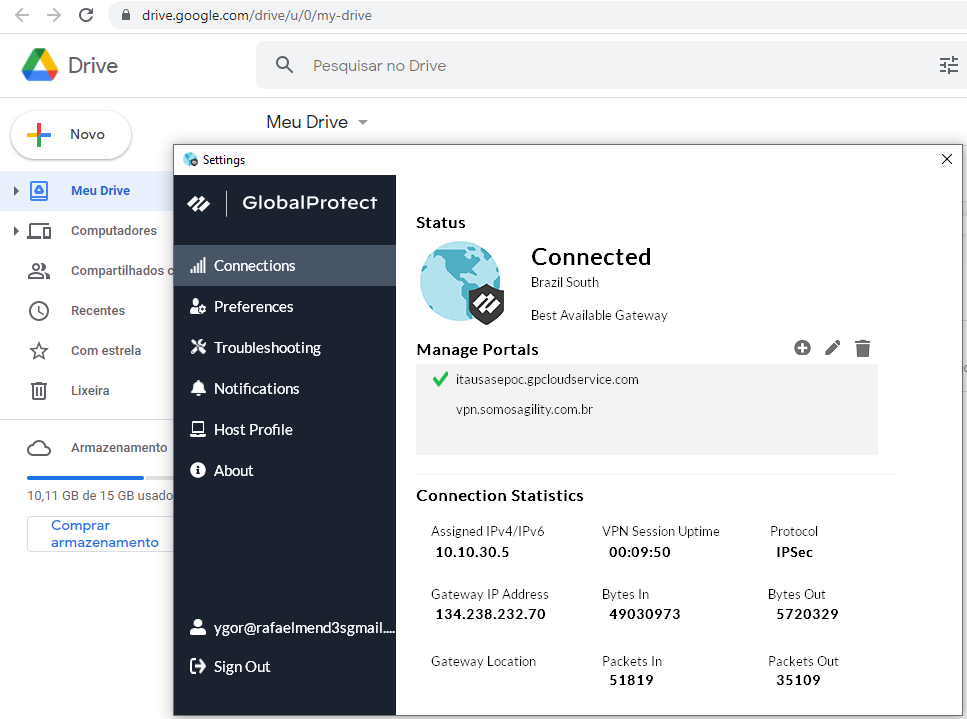 drive.google.com/drive/u/0/my-drive
Drive
Pesquisar no Drive
Novo
Meu Drive
Meu Drive
Computadores
Compartilhados c
Recentes
Com estrela
Lixeira
Armazenamento
10,11 GB de 15 GB usado
Comprar
armazenamento
Settings
GlobalProtect
Connections
Preferences
Troubleshooting
Notifications
Host Profile
About
ygor@rafaelmend3sgmail....
Sign Out
Status
Connected
Brazil South
Best Available Gateway
Manage Portals
itausasepoc.gpcloudservice.com
vpn.somosagility.com.br
Connection Statistics
Assigned IPv4/IPv6 VPN Session Uptime Protocol
10.10.30.5 00:09:50 IPSec
Gateway IP Address Bytes In Bytes Out
134.238.232.70 49030973 5720329
Gateway Location Packets In Packets Out
51819 35109